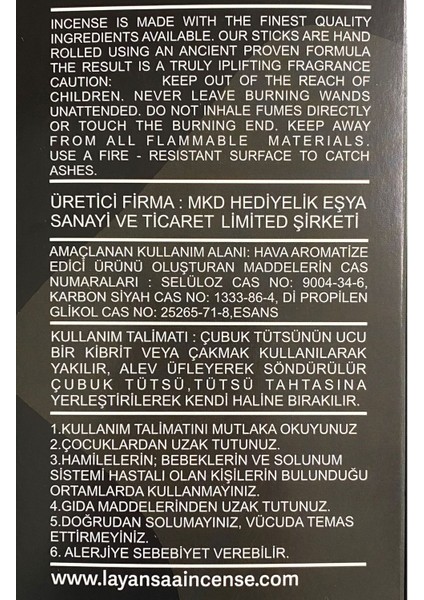 INCENSE IS MADE WITH THE FINEST QUALITY
INGREDIENTS AVAILABLE. OUR STICKS ARE HAND
ROLLED USING AN ANCIENT PROVEN FORMULA
THE RESULT IS A TRULY IPLIFTING FRAGRANCE
CAUTION: KEEP OUT OF THE REACH OF
CHILDREN. NEVER LEAVE BURNING WANDS
UNATTENDED. DO NOT INHALE FUMES DIRECTLY
OR TOUCH THE BURNING END. KEEP AWAY
FROM ALL FLAMMABLE MATERIALS.
USE A FIRE - RESISTANT SURFACE TO CATCH
ASHES.
ÜRETİCİ FİRMA : MKD HEDİYELİK EŞYA
SANAYİ VE TİCARET LİMİTED ŞİRKETİ
AMAÇLANAN KULLANIM ALANI: HAVA AROMATİZE
EDİCİ ÜRÜNÜ OLUŞTURAN MADDELERİN CAS
NUMARALARI : SELÜLOZ CAS NO: 9004-34-6,
KARBON SİYAH CAS NO: 1333-86-4, Dİ PROPİLEN
GLİKOL CAS NO: 25265-71-8,ESANS
KULLANIM TALİMATI : ÇUBUK TÜTSÜNÜN UCU
BİR KİBRİT VEYA ÇAKMAK KULLANILARAK
YAKILIR, ALEV ÜFLEYEREK SÖNDÜRÜLÜR
ÇUBUK TÜTSÜ,TÜTSÜ TAHTASINA
YERLEŞTİRİLEREK KENDİ HALİNE BIRAKILIR.
1.KULLANIM TALİMATINI MUTLAKA OKUYUNUZ
2.ÇOCUKLARDAN UZAK TUTUNUZ.
3.HAMİLELERİN; BEBEKLERİN VE SOLUNUM
SİSTEMİ HASTALI OLAN KİŞİLERİN BULUNDUĞU
ORTAMLARDA KULLANMAYINIZ.
4.GIDA MADDELERİNDEN UZAK TUTUNUZ.
5.DOĞRUDAN SOLUMAYINIZ, VÜCUDA TEMAS
ETTİRMEYİNİZ.
6. ALERJİYE SEBEBİYET VEREBİLİR.
www.layansaaincense.com